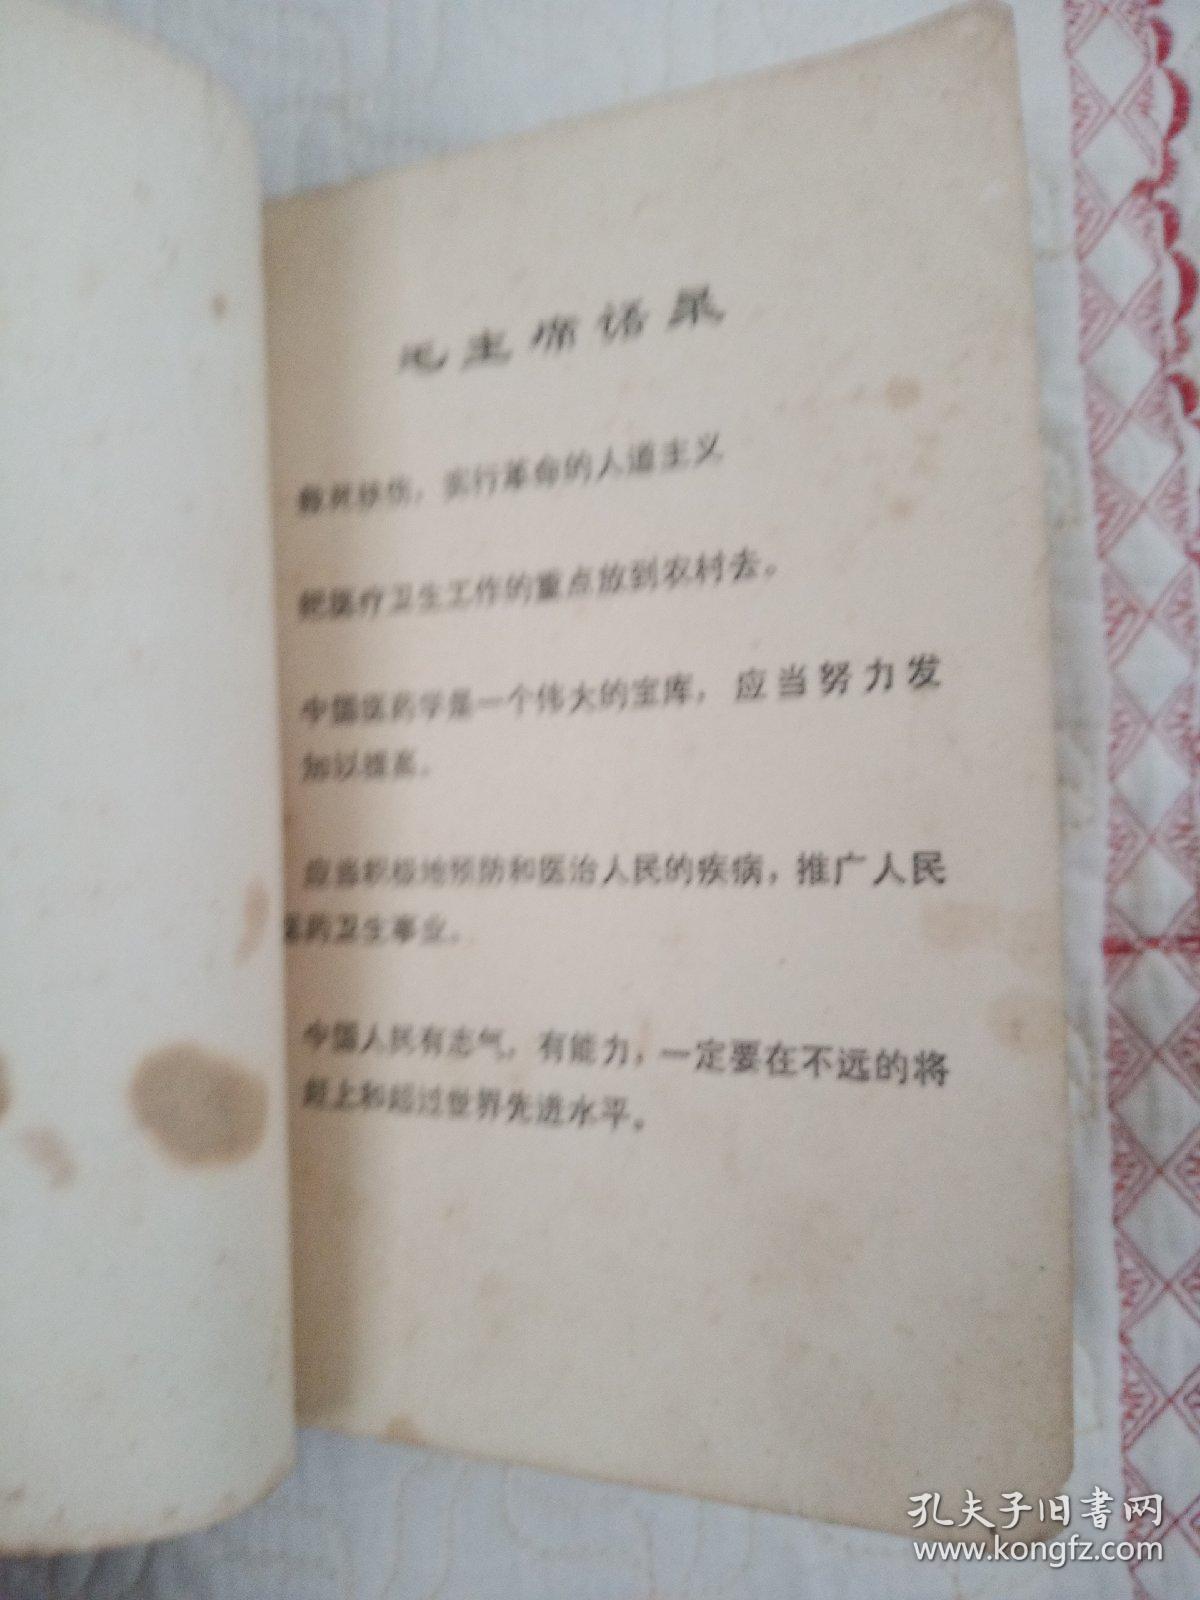 毛主席语录
救死扶伤，实行革命的人道主义
把医疗卫生工作的重点放到农村去。
中国医药学是一个伟大的宝库，应当努力发
加以提高。
应当积极地预防和医治人民的疾病，推广人民
医药卫生事业。
中国人民有志气，有能力，一定要在不远的将
赶上和超过世界先进水平。
孔夫子旧书网
www.kongfz.com